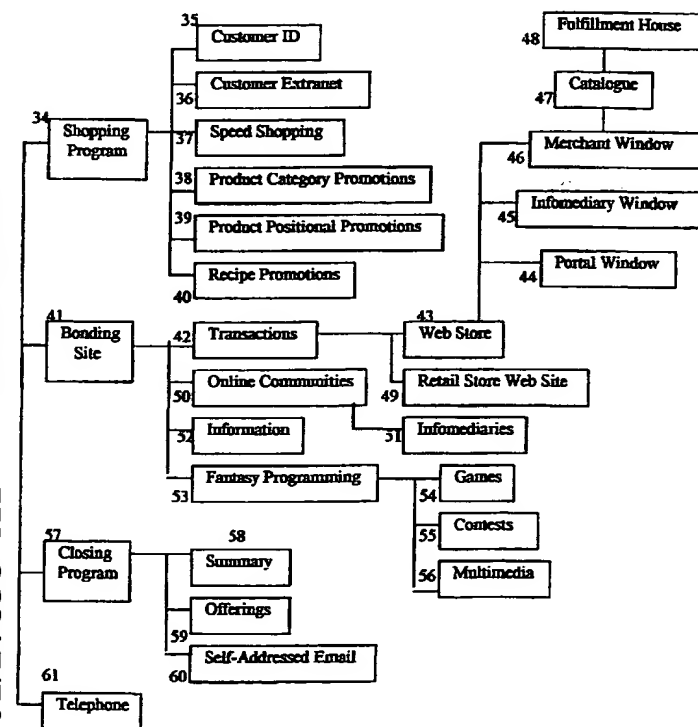 35
Customer ID
48
Fulfillment House
36
Customer Extranet
47
Catalogue
34
Shopping
Program
37
Speed Shopping
46
Merchant Window
38
Product Category Promotions
45
Infomediary Window
39
Product Positional Promotions
44
Portal Window
40
Recipe Promotions
41
Bonding
Site
42
Transactions
43
Web Store
50
Online Communities
49
Retail Store Web Site
52
Information
51
Infomediaries
53
Fantasy Programming
54
Games
55
Contests
56
Multimedia
57
Closing
Program
58
Summary
59
Offerings
60
Self-Addressed Email
61
Telephone